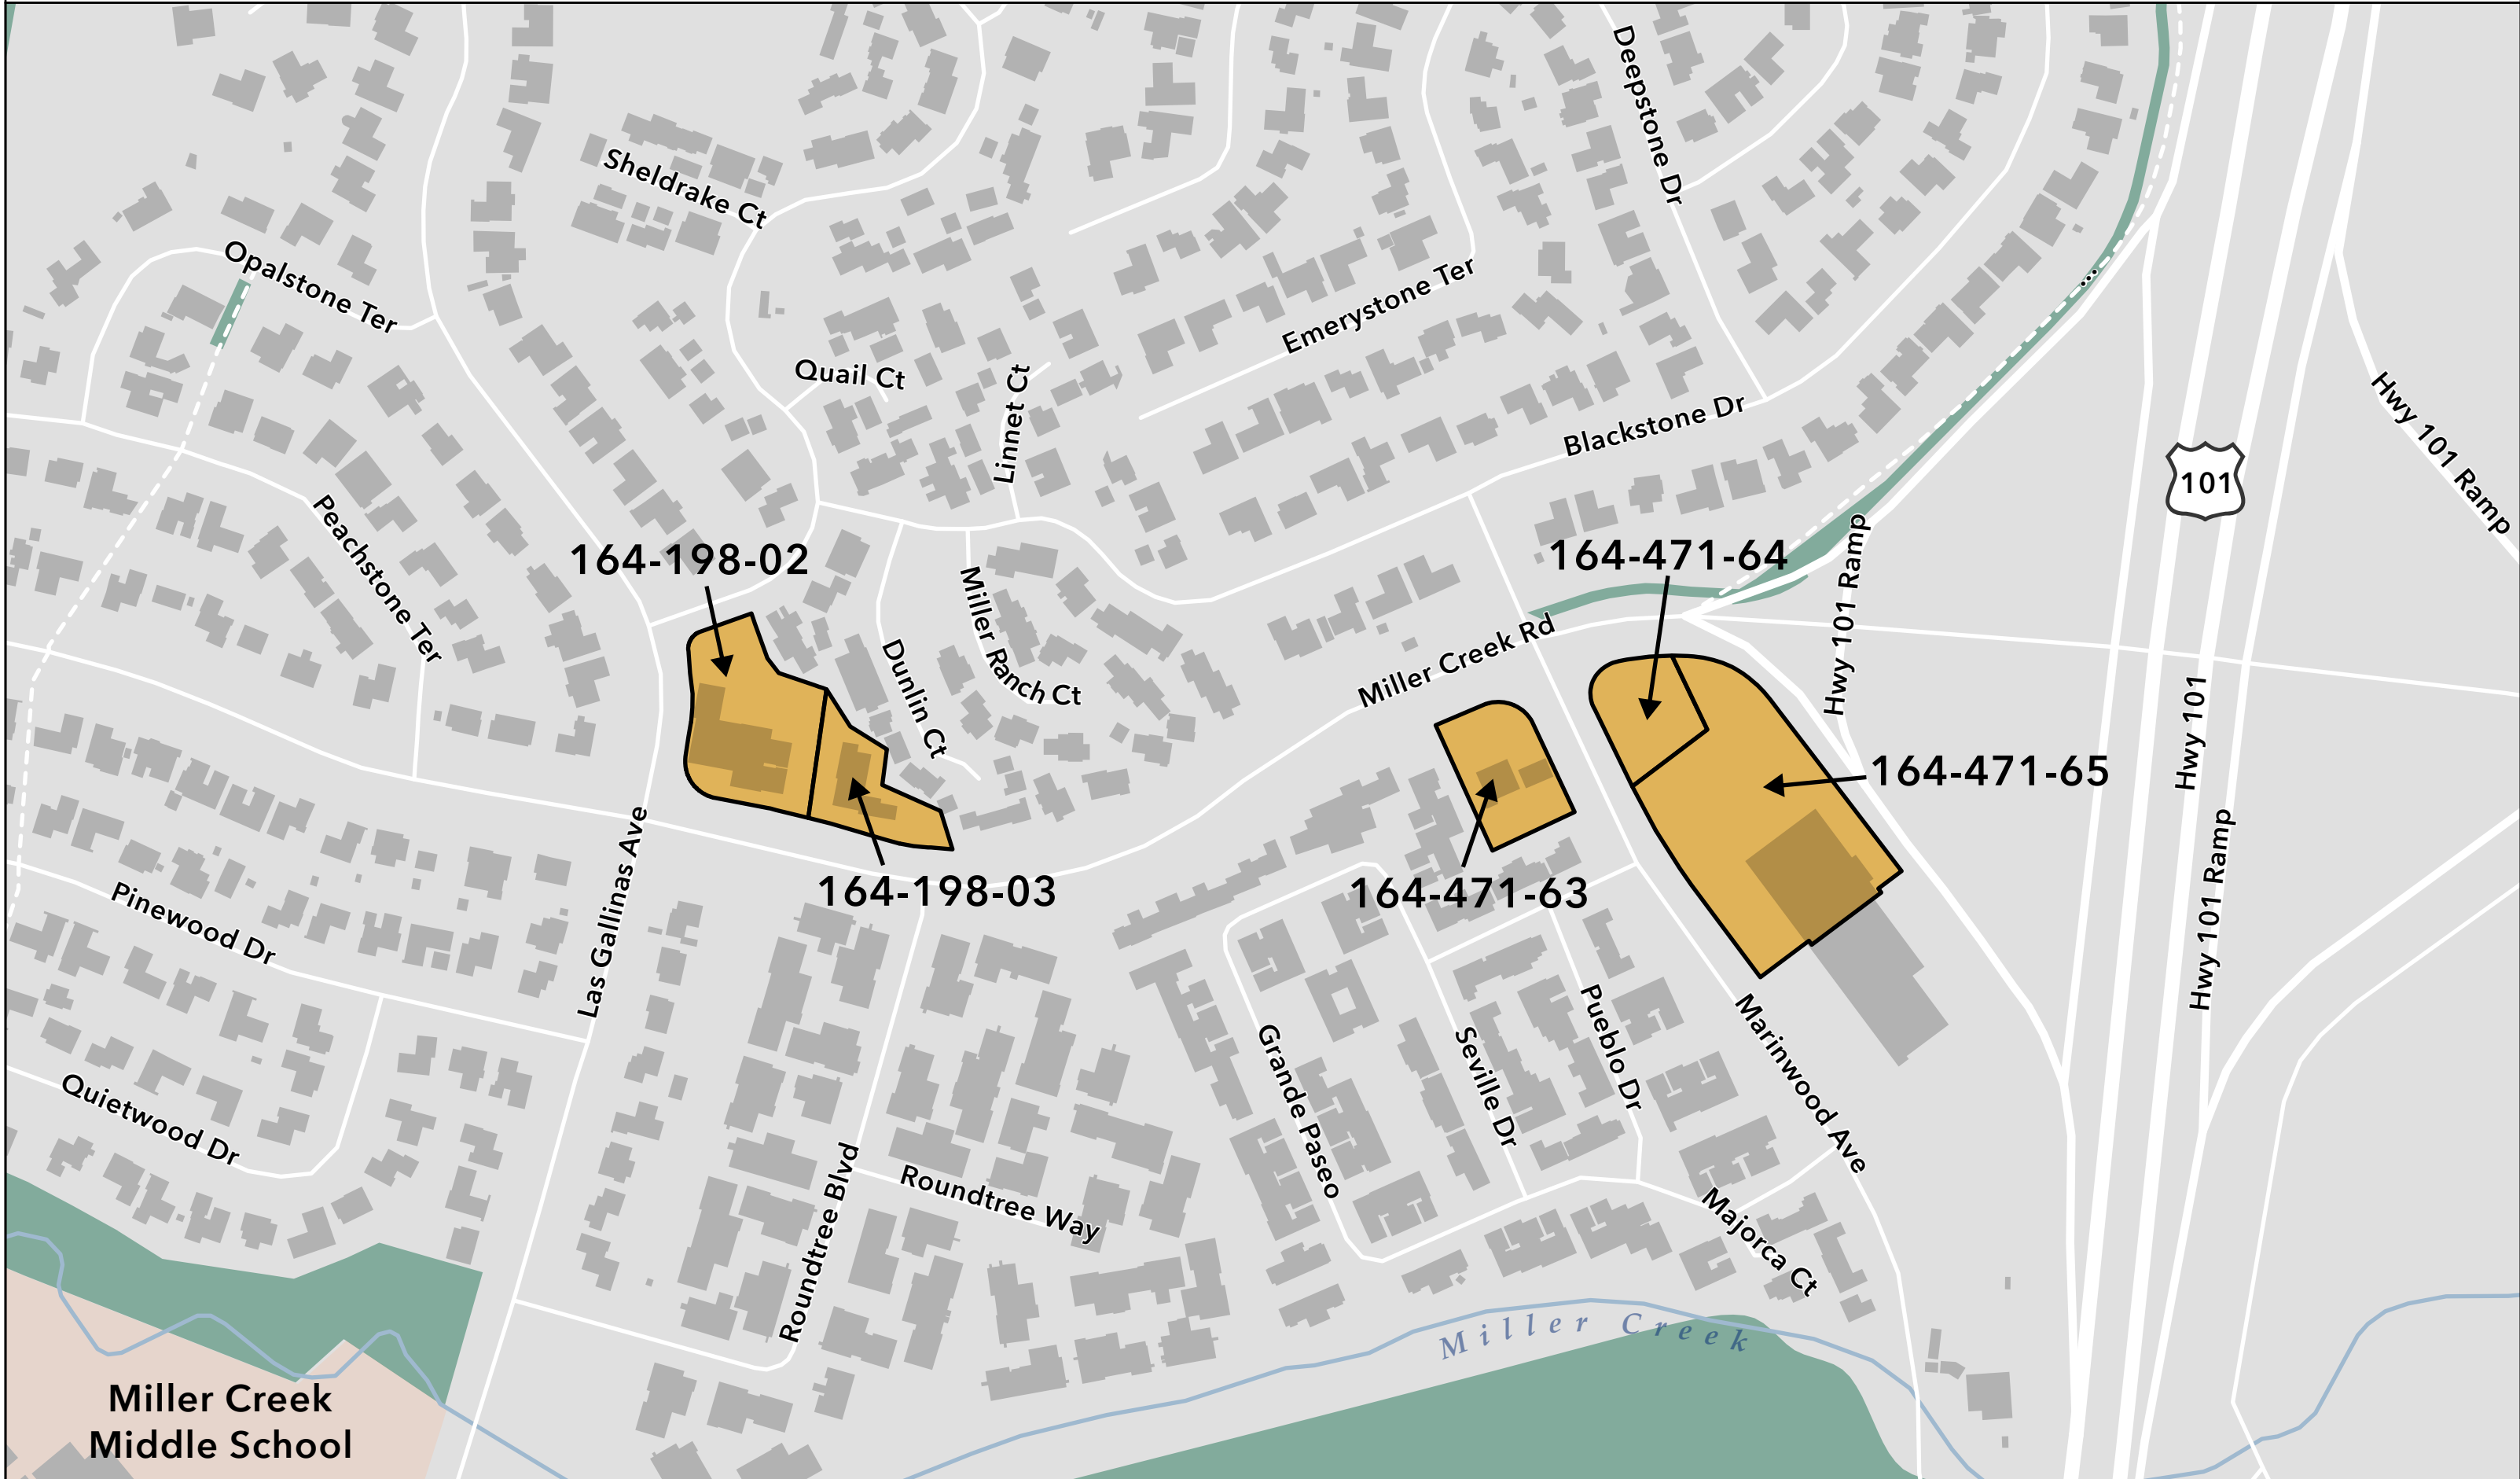 Deepstone Dr
Sheldrake Ct
Opalstone Ter
Emerystone Ter
Quail Ct
Linnet Ct
Blackstone Dr
Hwy 101 Ramp
101
Peachstone Ter
164-198-02
164-471-64
Miller Ranch Ct
Hwy 101 Ramp
Dunlin Ct
Miller Creek Rd
Hwy 101
164-471-65
Las Gallinas Ave
164-198-03
164-471-63
Hwy 101 Ramp
Pinewood Dr
Quietwood Dr
Grande Paseo
Seville Dr
Pueblo Dr
Marinwood Ave
Roundtree Blvd
Roundtree Way
Majorca Ct
Miller Creek
Miller Creek
Middle School